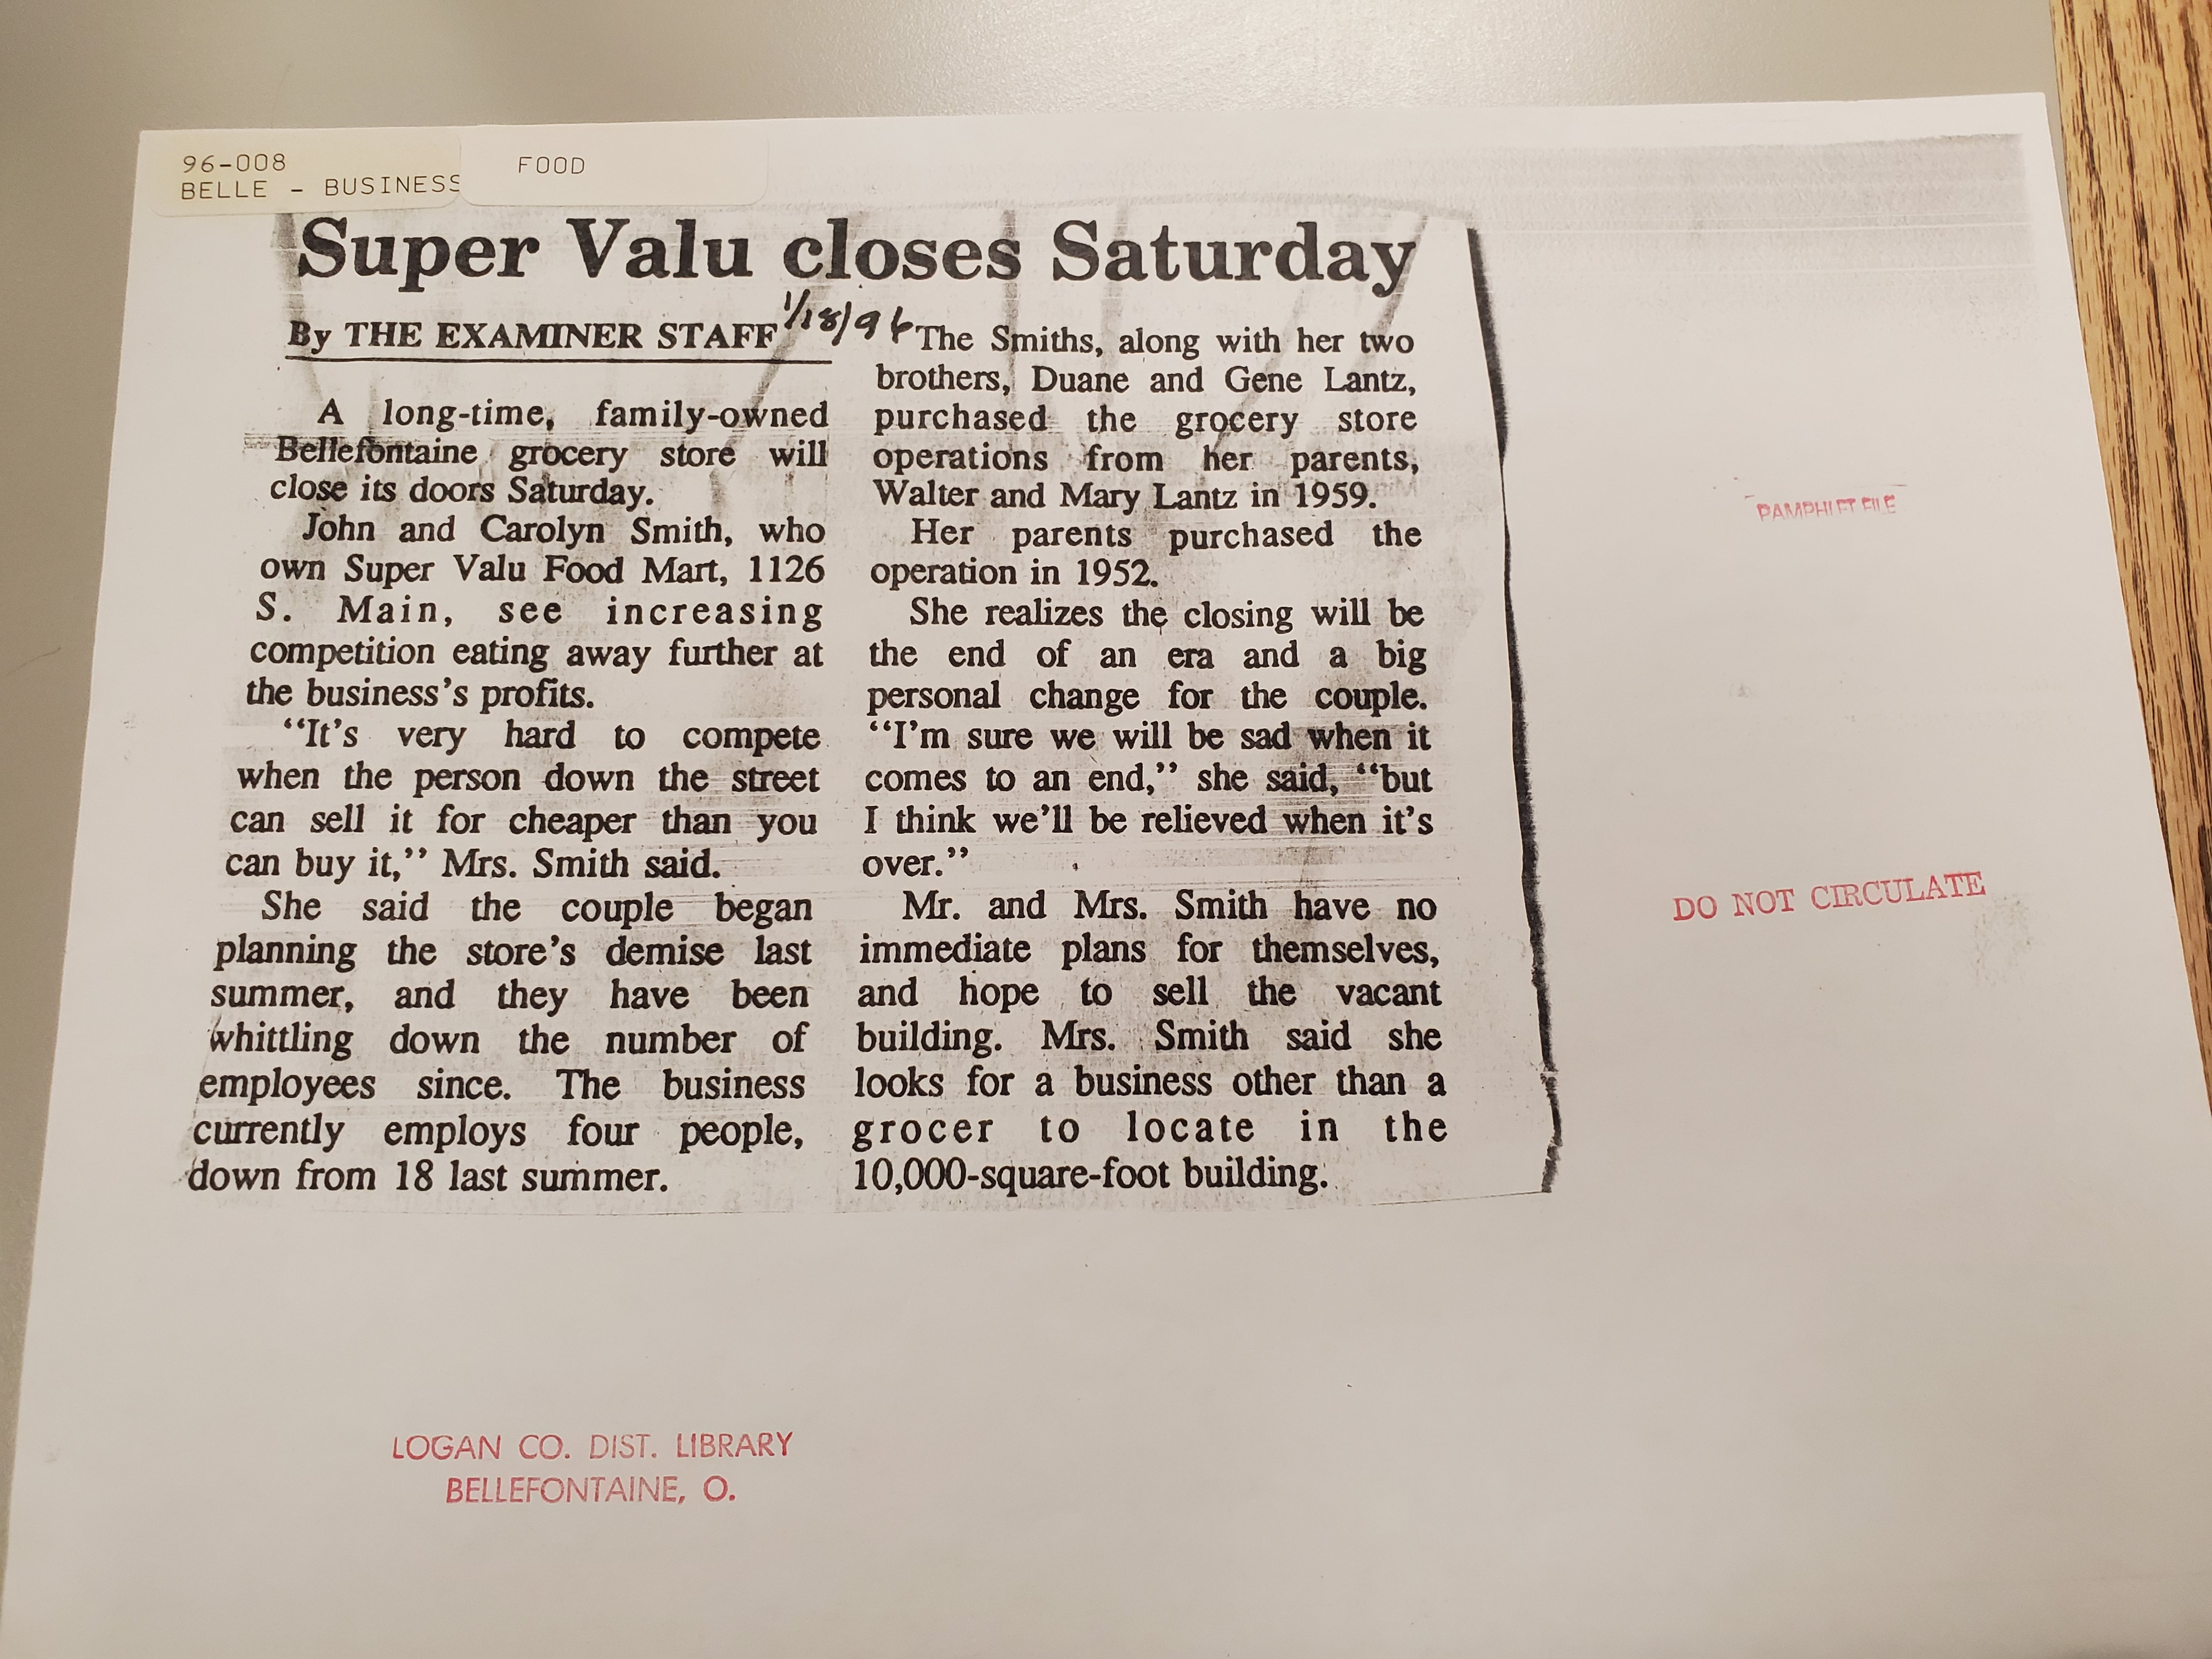 96-008
BELLE - BUSINESS
FOOD
Super Valu closes Saturday
1/18/96
By THE EXAMINER STAFF
A long-time, family-owned
Bellefontaine grocery store will
close its doors Saturday.
John and Carolyn Smith, who
own Super Valu Food Mart, 1126
S. Main, see increasing
competition eating away further at
the business's profits.
"It's very hard to compete
when the person down the street
can sell it for cheaper than you
can buy it," Mrs. Smith said.
She said the couple began
planning the store's demise last
summer, and they have been
whittling down the number of
employees since. The business
currently employs four people,
down from 18 last summer.
The Smiths, along with her two
brothers, Duane and Gene Lantz,
purchased the grocery store
operations from her parents,
Walter and Mary Lantz in 1959.
Her parents purchased the
operation in 1952.
She realizes the closing will be
the end of an era and a big
personal change for the couple.
"I'm sure we will be sad when it
comes to an end," she said, "but
I think we'll be relieved when it's
over."
Mr. and Mrs. Smith have no
immediate plans for themselves,
and hope to sell the vacant
building. Mrs. Smith said she
looks for a business other than a
grocer to locate in the
10,000-square-foot building.
PAMPHLET FILE
DO NOT CIRCULATE
LOGAN CO. DIST. LIBRARY
BELLEFONTAINE, O.